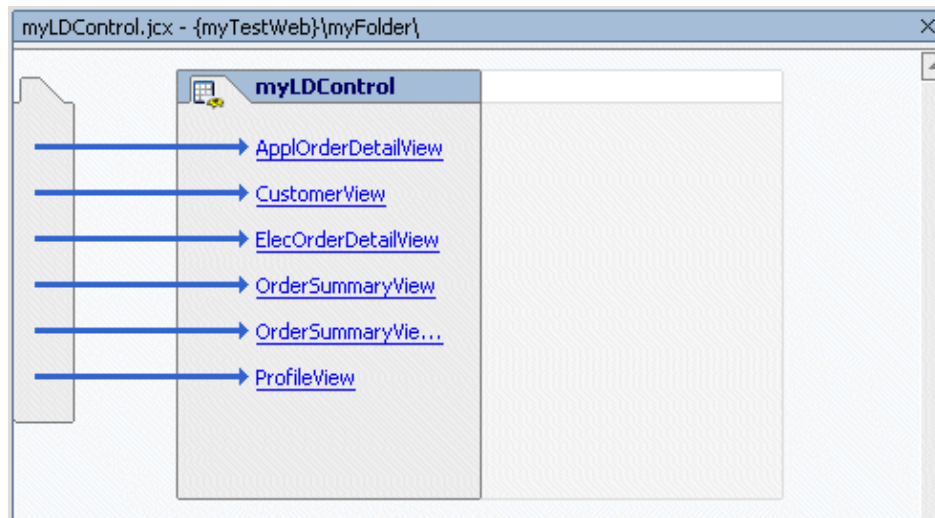 myLDControl.jcx - {myTestWeb}\myFolder\
myLDControl
ApplOrderDetailView
CustomerView
ElecOrderDetailView
OrderSummaryView
OrderSummaryVie...
ProfileView